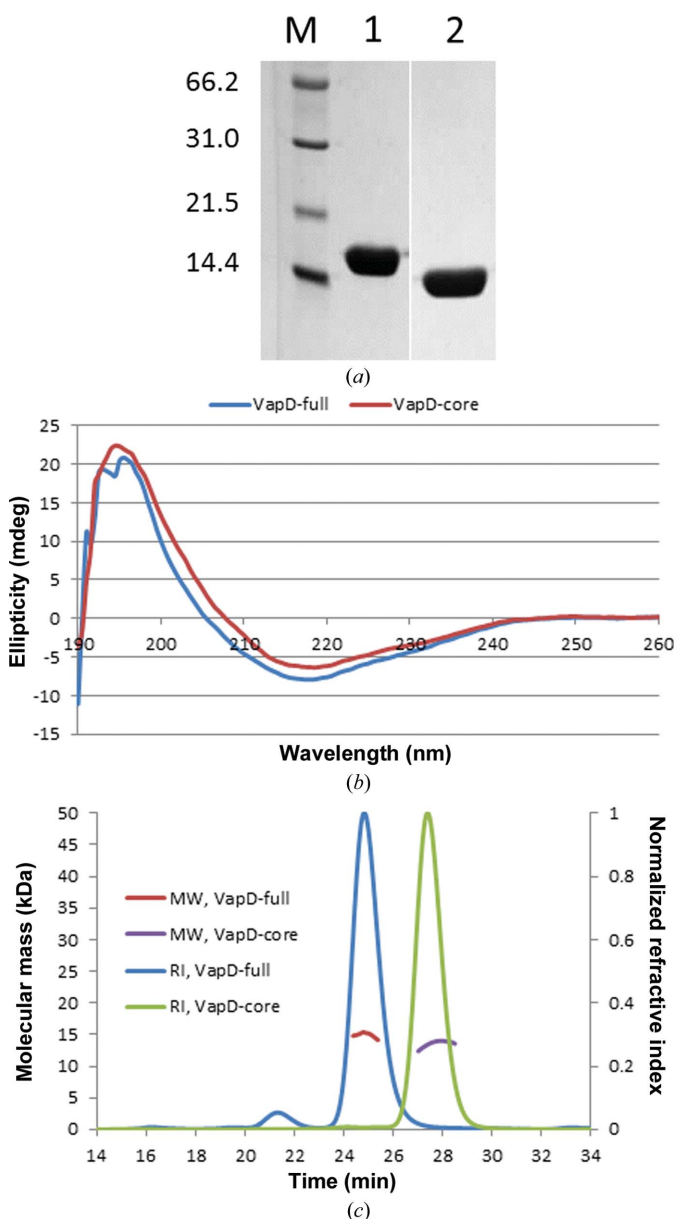 M 1 2
66.2
31.0
21.5
14.4
(a)
VapD-full VapD-core
25
20
15
10
5
0
-5
-10
-15
190 200 210 220 230 240 250 260
Ellipticity (mdeg)
Wavelength (nm)
(b)
50
45
40
35
30
25
20
15
10
5
0
Molecular mass (kDa)
MW, VapD-full
MW, VapD-core
RI, VapD-full
RI, VapD-core
1
0.8
0.6
0.4
0.2
0
Normalized refractive index
14 16 18 20 22 24 26 28 30 32 34
Time (min)
(c)